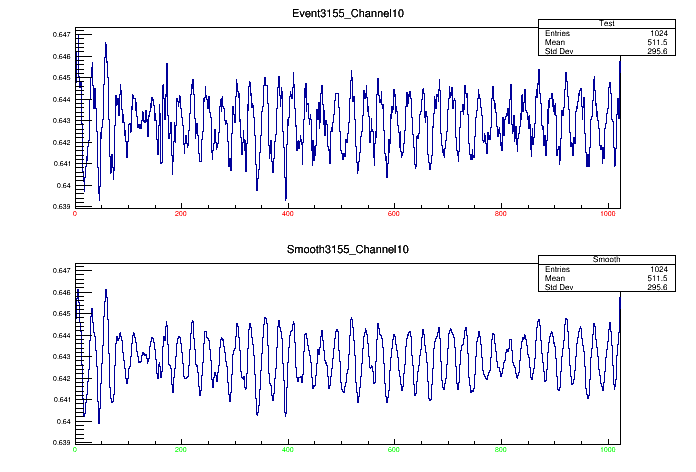 Event3155_Channel10
Test
Entries 1024
Mean 511.5
Std Dev 295.6
0.647
0.646
0.645
0.644
0.643
0.642
0.641
0.64
0.639
0 200 400 600 800 1000
Smooth3155_Channel10
Smooth
Entries 1024
Mean 511.5
Std Dev 295.6
0.647
0.646
0.645
0.644
0.643
0.642
0.641
0.64
0.639
0 200 400 600 800 1000